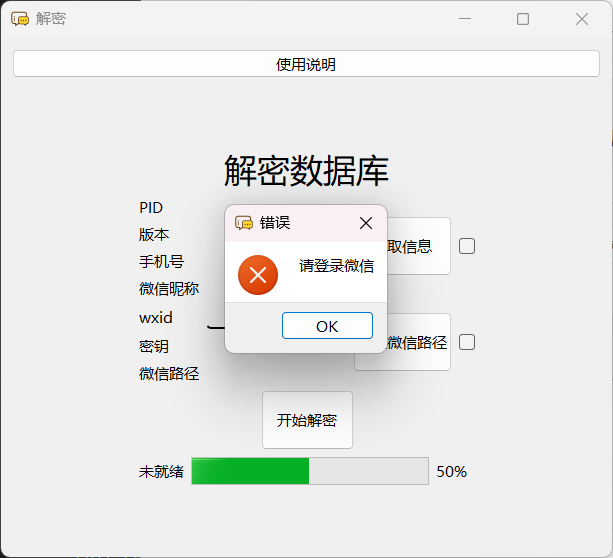 解密
使用说明
解密数据库
PID
版本
手机号
微信昵称
wxid
密钥
微信路径
错误
请登录微信
OK
取信息
微信路径
开始解密
未就绪
50%